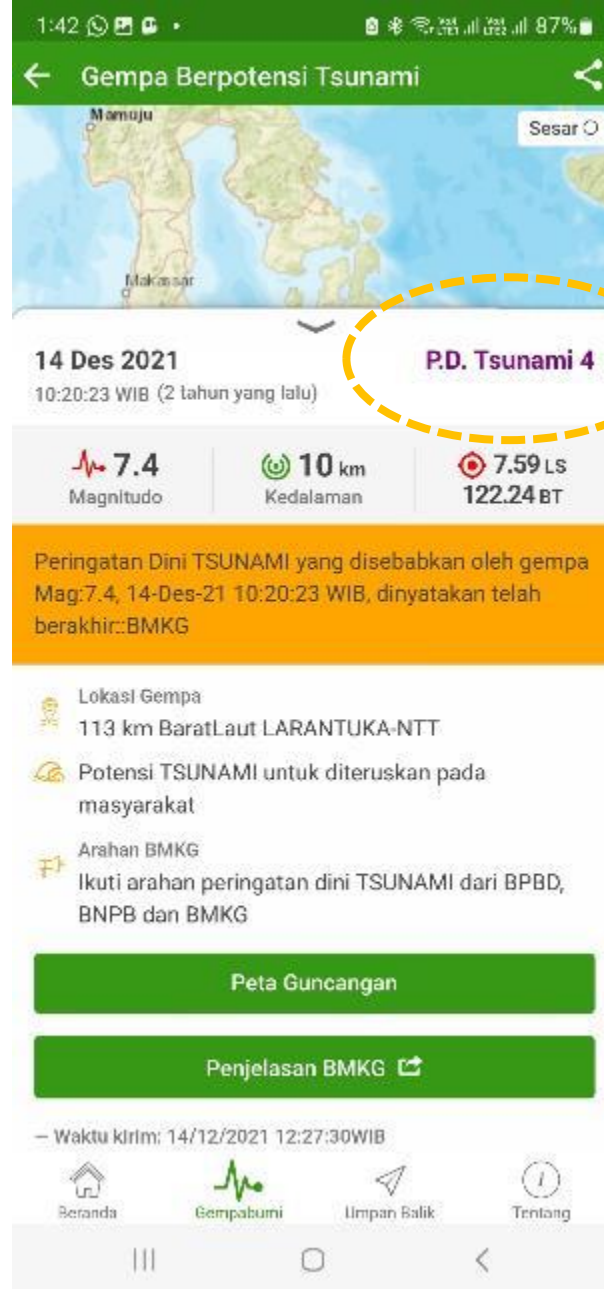 1:42
87%
Gempa Berpotensi Tsunami
Mamuju
Sesar
Makassar
14 Des 2021
P.D. Tsunami 4
10:20:23 WIB (2 tahun yang lalu)
7.4
10 km
7.59 LS
Magnitudo
Kedalaman
122.24 BT
Peringatan Dini TSUNAMI yang disebabkan oleh gempa
Mag:7.4, 14-Des-21 10:20:23 WIB, dinyatakan telah
berakhir::BMKG
Lokasi Gempa
113 km BaratLaut LARANTUKA-NTT
Potensi TSUNAMI untuk diteruskan pada
masyarakat
Arahan BMKG
Ikuti arahan peringatan dini TSUNAMI dari BPBD,
BNPB dan BMKG
Peta Guncangan
Penjelasan BMKG
— Waktu kirim: 14/12/2021 12:27:30WIB
Beranda
Gempabumi
Umpan Balik
Tentang